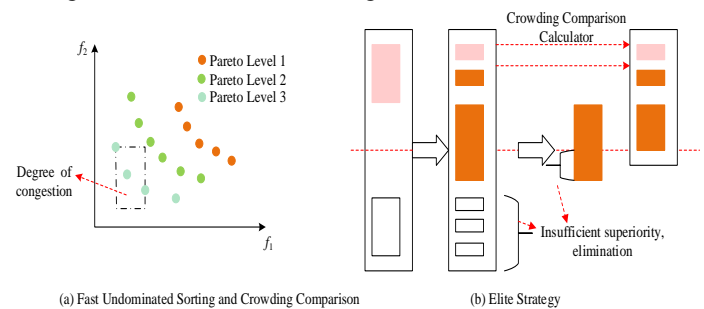 f2
Pareto Level 1
Pareto Level 2
Pareto Level 3
Degree of
congestion
f1
(a) Fast Undominated Sorting and Crowding Comparison
Crowding Comparison
Calculator
Insufficient superiority,
elimination
(b) Elite Strategy